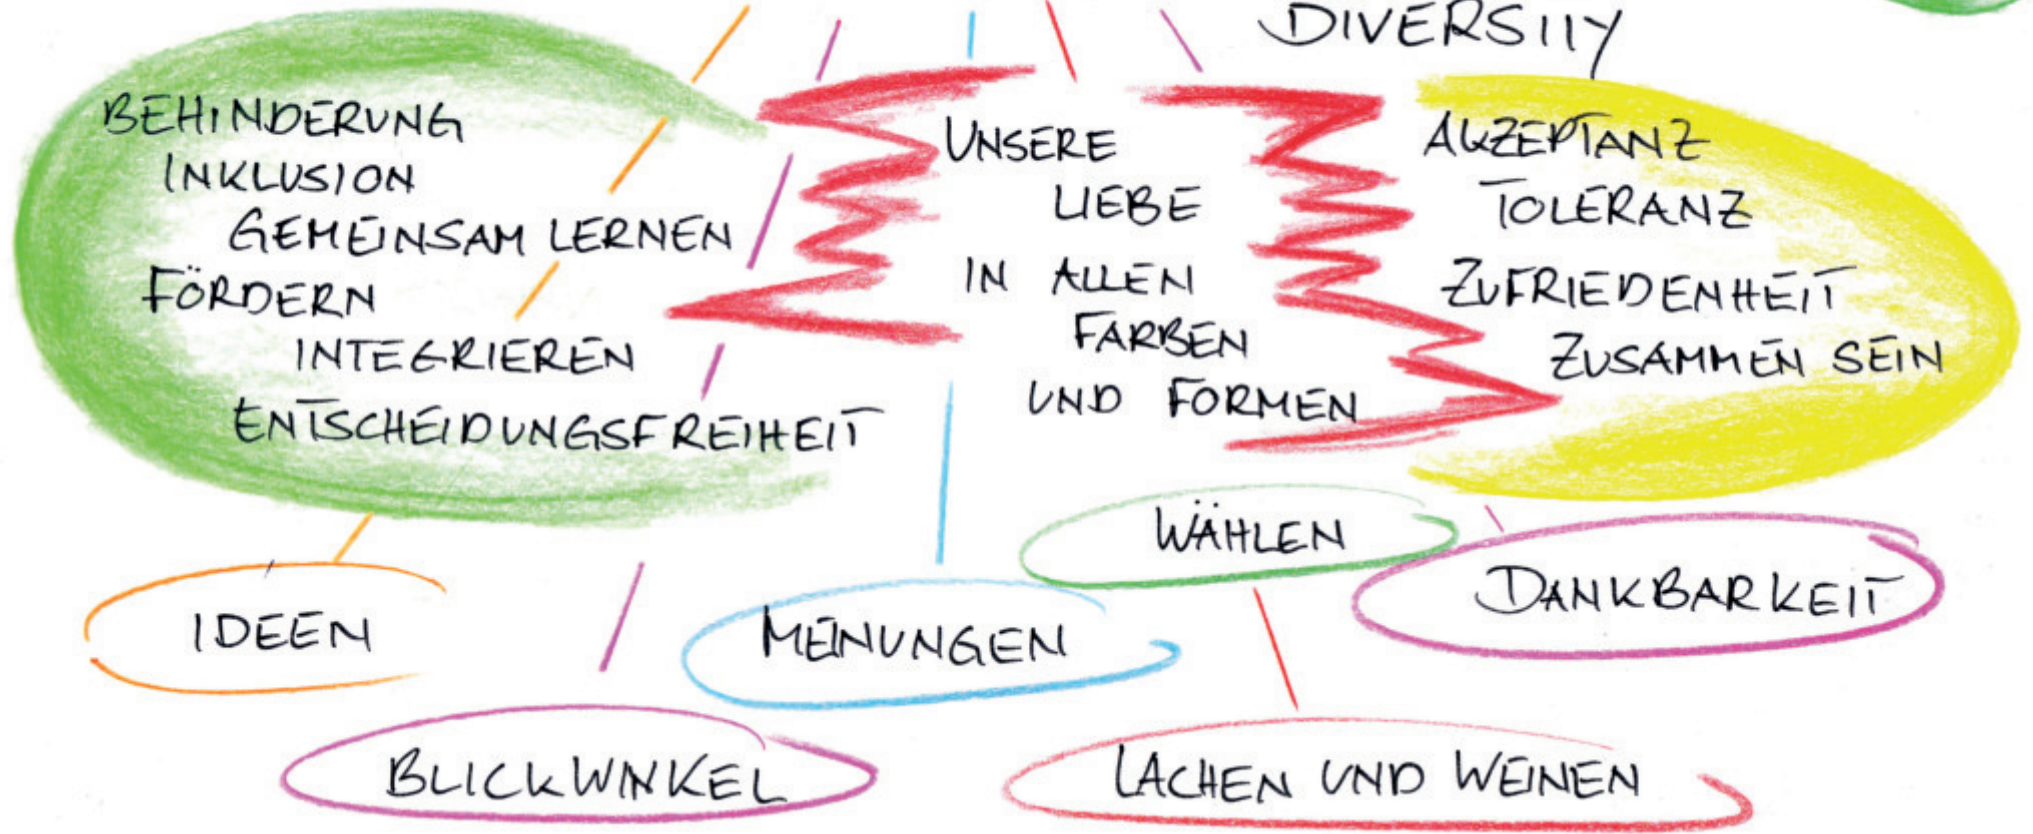 DIVERSITY
BEHINDERUNG
INKLUSION
GEMEINSAM LERNEN
FÖRDERN
INTEGRIEREN
ENTSCHEIDUNGSFREIHEIT
UNSERE
LIEBE
IN ALLEN
FARBEN
UND FORMEN
AKZEPTANZ
TOLERANZ
ZUFRIEDENHEIT
ZUSAMMEN SEIN
WÄHLEN
DANKBARKEIT
IDEEN
MEINUNGEN
BLICKWINKEL
LACHEN UND WEINEN